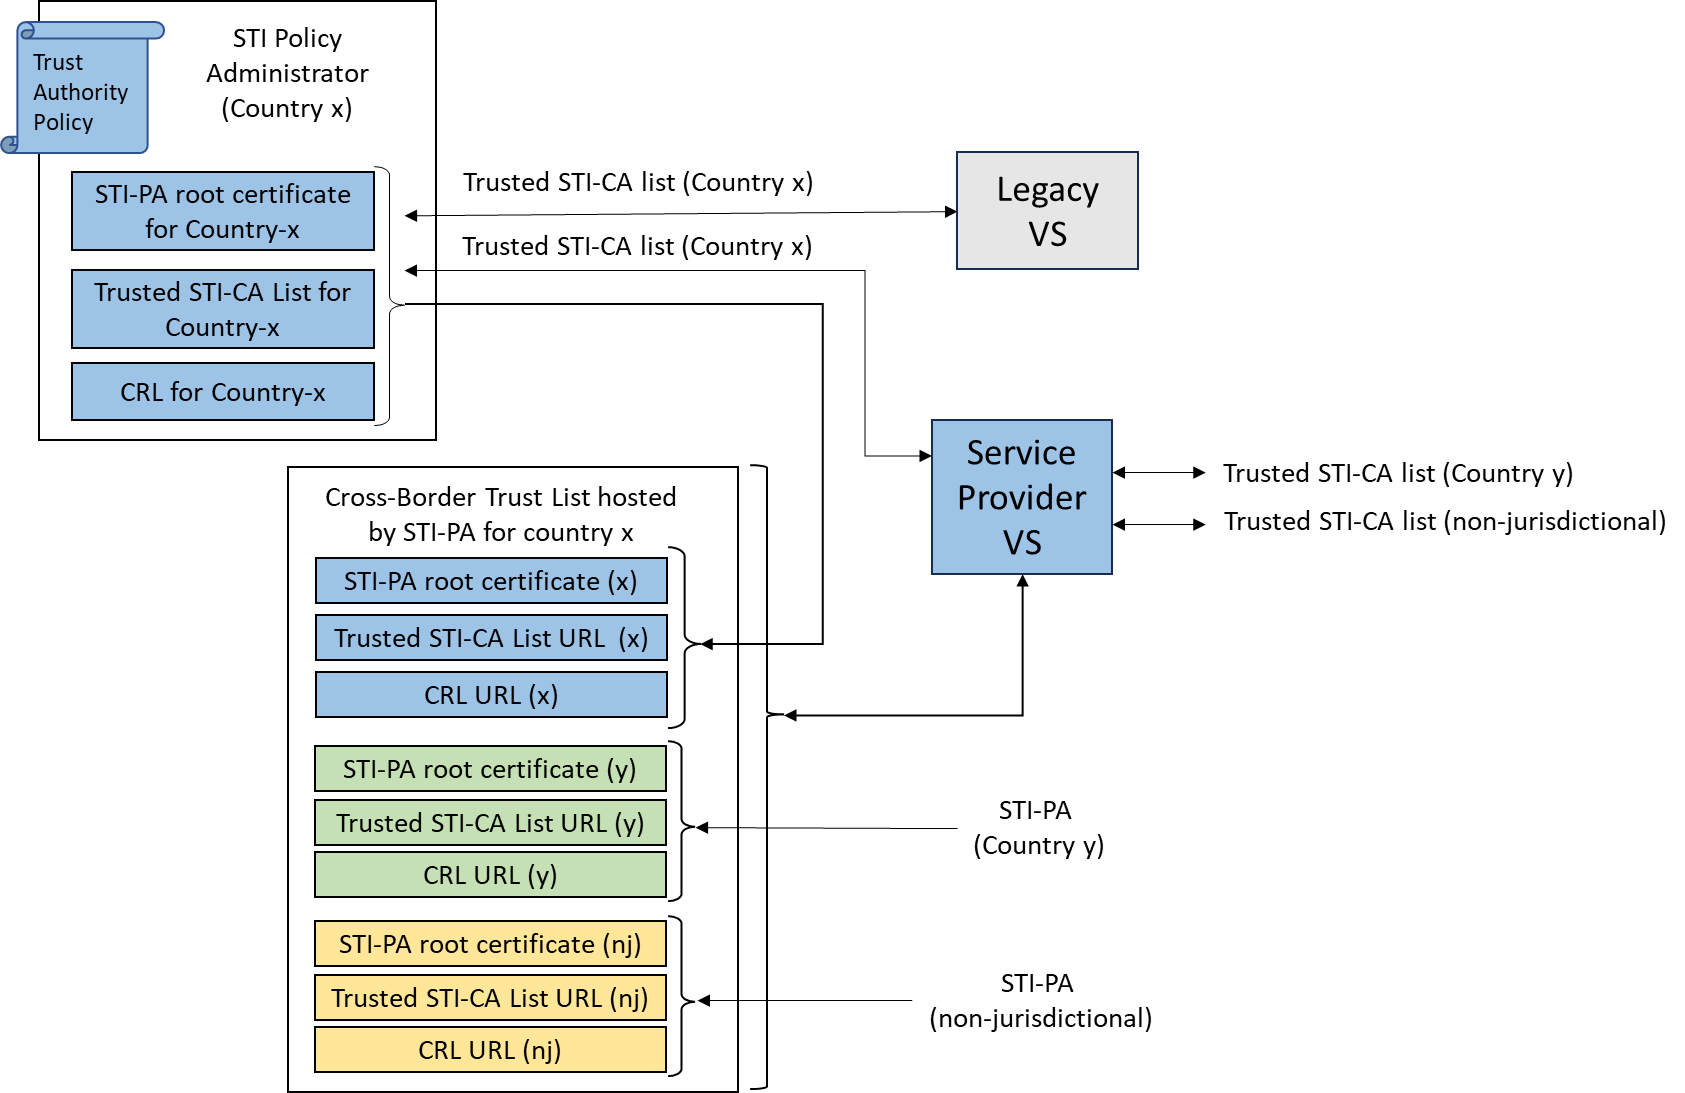 STI Policy
Administrator
(Country x)
Trust
Authority
Policy
STI-PA root certificate
for Country-x
Trusted STI-CA List for
Country-x
CRL for Country-x
Trusted STI-CA list (Country x)
Trusted STI-CA list (Country x)
Legacy
VS
Service
Provider
VS
Trusted STI-CA list (Country y)
Trusted STI-CA list (non-jurisdictional)
Cross-Border Trust List hosted
by STI-PA for country x
STI-PA root certificate (x)
Trusted STI-CA List URL  (x)
CRL URL (x)
STI-PA root certificate (y)
Trusted STI-CA List URL (y)
CRL URL (y)
STI-PA
(Country y)
STI-PA root certificate (nj)
Trusted STI-CA List URL (nj)
CRL URL (nj)
STI-PA
(non-jurisdictional)